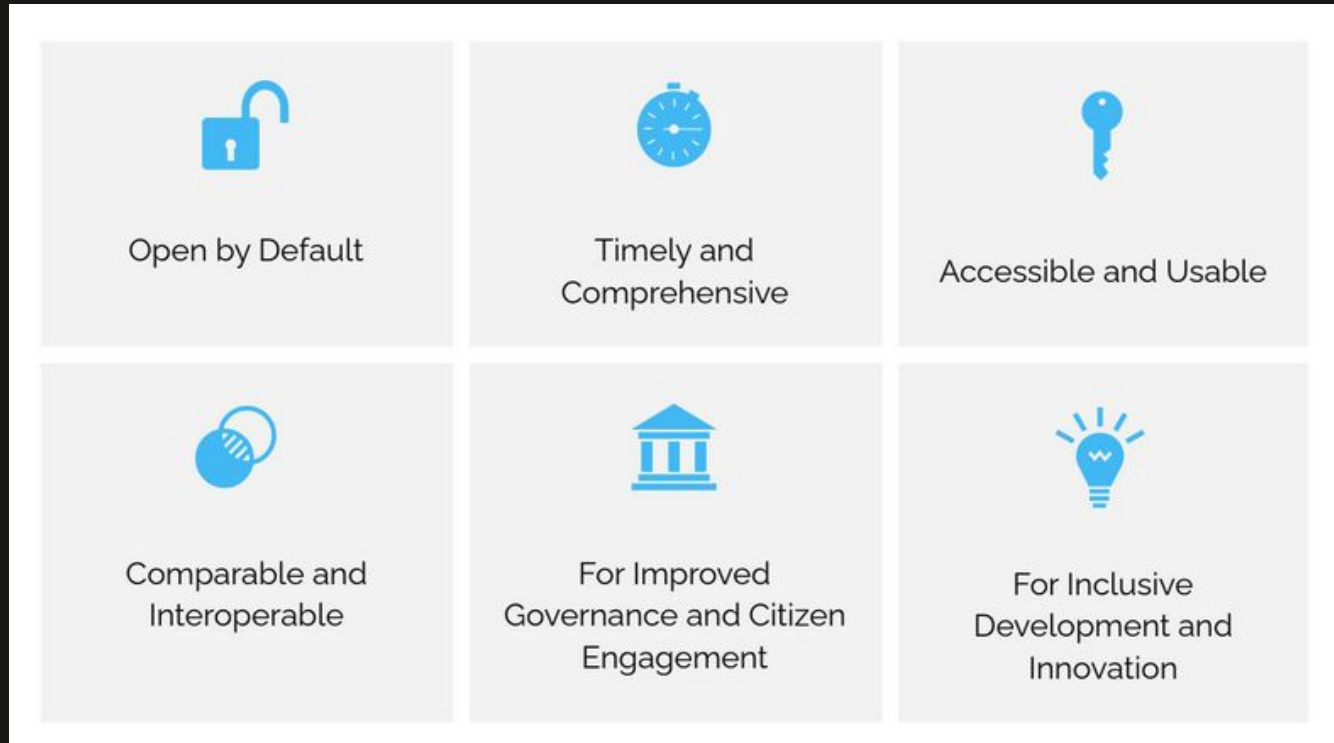 Open by Default
Timely and
Comprehensive
Accessible and Usable
Comparable and
Interoperable
For Improved
Governance and Citizen
Engagement
For Inclusive
Development and
Innovation